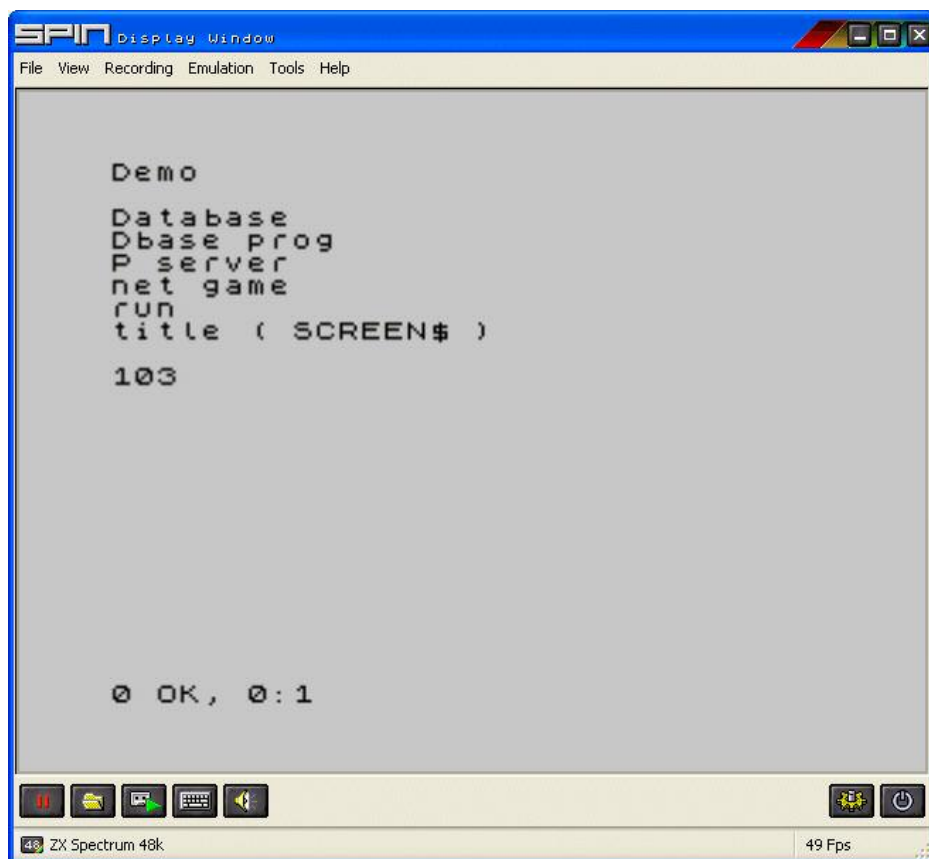 SPIN Display Window
File View Recording Emulation Tools Help
Demo
Database
Dbase prog
P server
net game
run
title ( SCREEN$ )
103
0 OK, 0:1
48 ZX Spectrum 48k
49 Fps